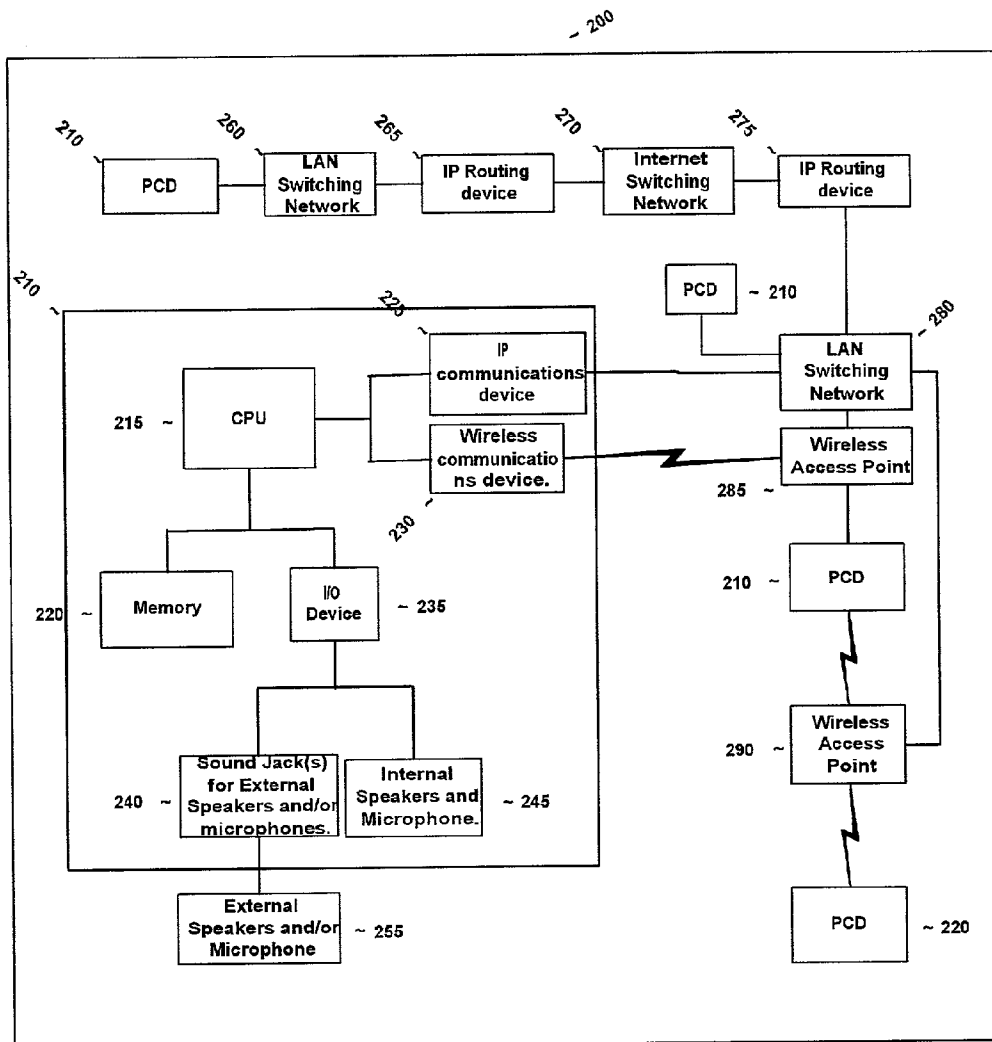 ~ 200
210 ~
260 ~
265 ~
270 ~
275 ~
PCD
LAN
Switching
Network
IP Routing
device
Internet
Switching
Network
IP Routing
device
210 ~
225 ~
PCD
~ 210
~ 280
IP
communications
device
LAN
Switching
Network
215 ~
CPU
Wireless
communicatio
ns device.
230 ~
Wireless
Access Point
285 ~
220 ~
Memory
I/O
Device
~ 235
210 ~
PCD
240 ~
Sound Jack(s)
for External
Speakers and/or
microphones.
Internal
Speakers and
Microphone.
~ 245
290 ~
Wireless
Access
Point
External
Speakers and/or
Microphone
~ 255
PCD
~ 220